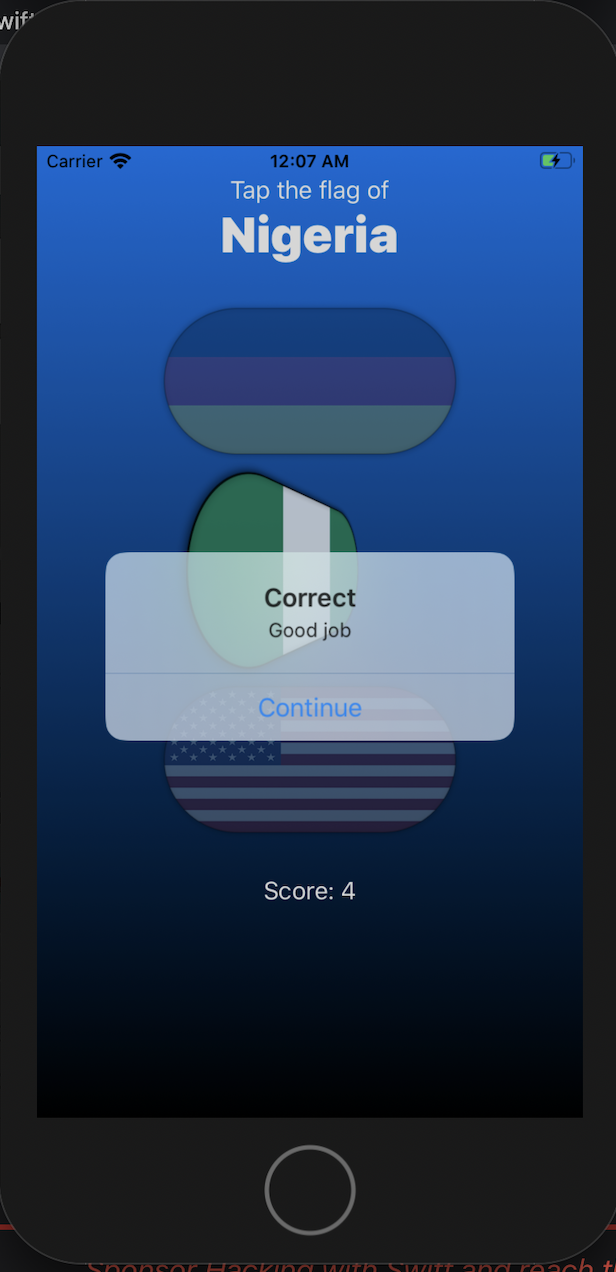 Carrier
12:07 AM
Tap the flag of
Nigeria
Correct
Good job
Continue
Score: 4
Sponsor Hacking with Swift and reach